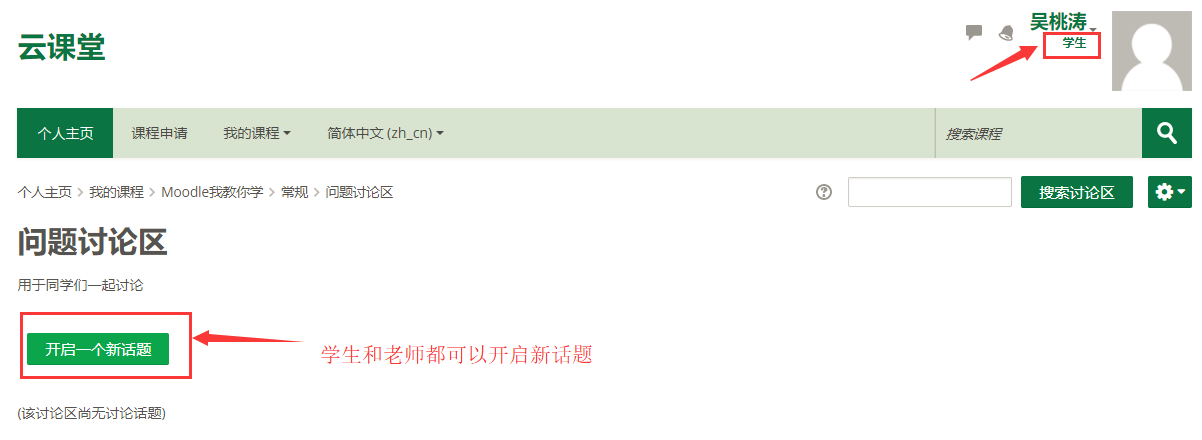 云课堂
吴桃涛
学生
个人主页 课程申请 我的课程 简体中文 (zh_cn) 搜索课程
个人主页 > 我的课程 > Moodle我教你学 > 常规 > 问题讨论区 搜索讨论区
问题讨论区
用于同学们一起讨论
开启一个新话题
学生和老师都可以开启新话题
(该讨论区尚无讨论话题)